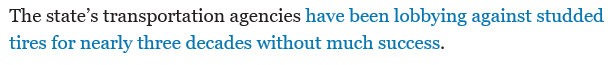 The state’s transportation agencies have been lobbying against studded
tires for nearly three decades without much success.